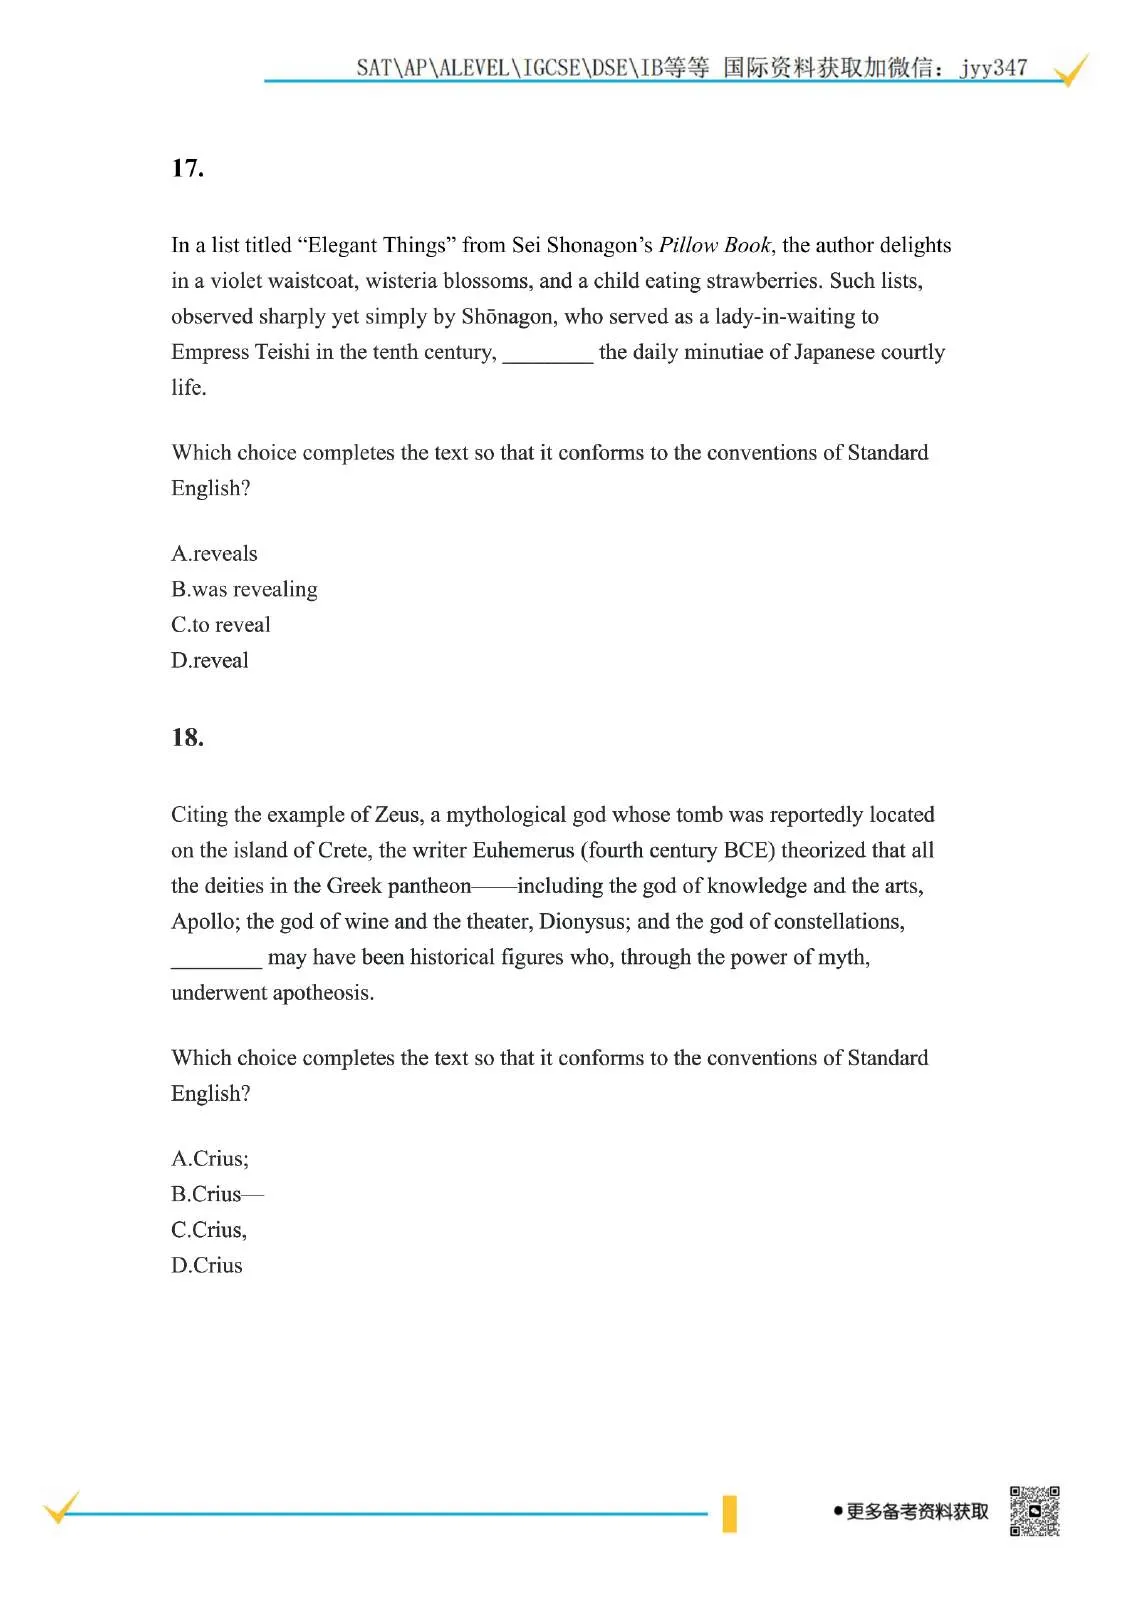 SAT\AP\ALEVEL\IGCSE\DSE\IB等等 国际资料获取加微信：jyy347
17.
In a list titled “Elegant Things” from Sei Shonagon’s Pillow Book, the author delights
in a violet waistcoat, wisteria blossoms, and a child eating strawberries. Such lists,
observed sharply yet simply by Shōnagon, who served as a lady-in-waiting to
Empress Teishi in the tenth century, ________ the daily minutiae of Japanese courtly
life.
Which choice completes the text so that it conforms to the conventions of Standard
English?
A.reveals
B.was revealing
C.to reveal
D.reveal
18.
Citing the example of Zeus, a mythological god whose tomb was reportedly located
on the island of Crete, the writer Euhemerus (fourth century BCE) theorized that all
the deities in the Greek pantheon——including the god of knowledge and the arts,
Apollo; the god of wine and the theater, Dionysus; and the god of constellations,
________ may have been historical figures who, through the power of myth,
underwent apotheosis.
Which choice completes the text so that it conforms to the conventions of Standard
English?
A.Crius;
B.Crius—
C.Crius,
D.Crius
●更多备考资料获取